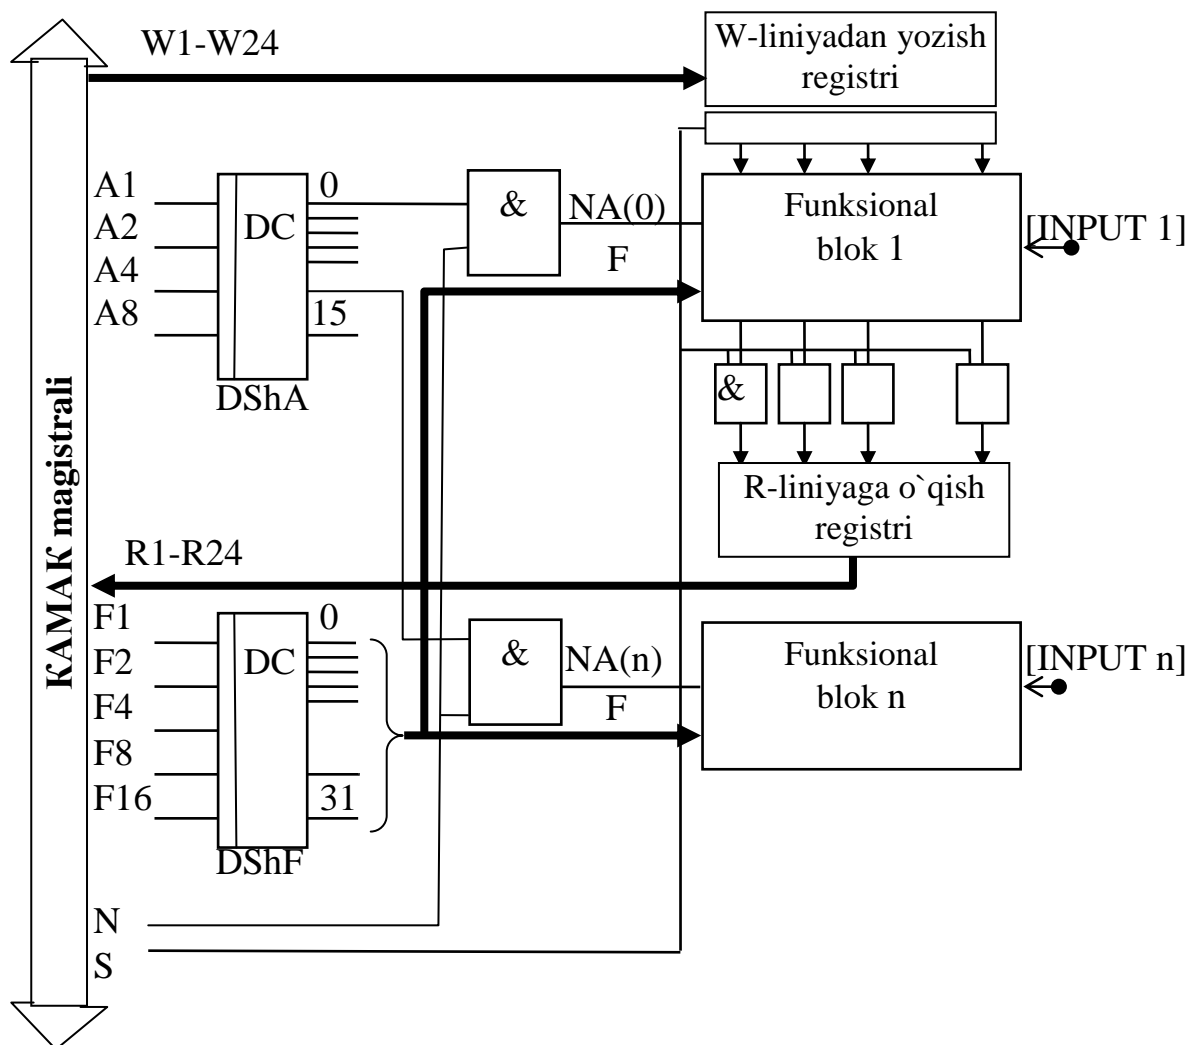 W1-W24
W-liniyadan yozish
registri
A1
A2
A4
A8
0
DC
15
DShA
&
NA(0)
F
Funksional
blok 1
[INPUT 1]
&
R-liniyaga o`qish
registri
КАМАК magistrali
R1-R24
F1
F2
F4
F8
F16
0
DC
31
DShF
&
NA(n)
F
Funksional
blok n
[INPUT n]
N
S